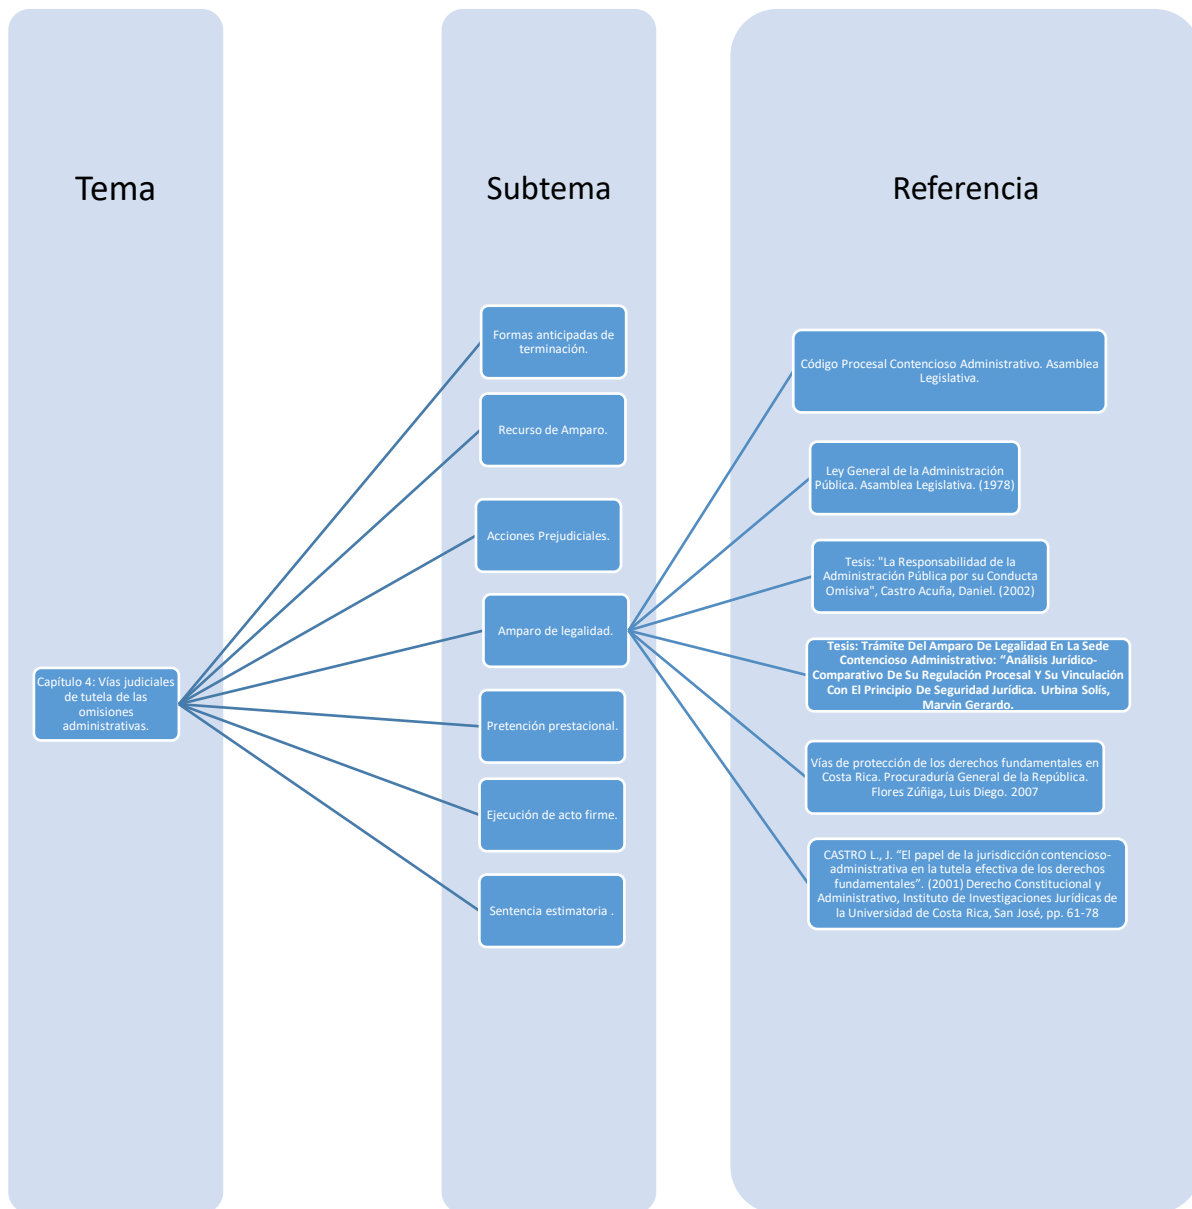 Tema
Subtema
Referencia
Capítulo 4: Vías judiciales
de tutela de las
omisiones
administrativas.
Formas anticipadas de
terminación.
Recurso de Amparo.
Acciones Prejudiciales.
Amparo de legalidad.
Pretención prestacional.
Ejecución de acto firme.
Sentencia estimatoria .
Código Procesal Contencioso Administrativo. Asamblea
Legislativa.
Ley General de la Administración
Pública. Asamblea Legislativa. (1978)
Tesis: "La Responsabilidad de la
Administración Pública por su Conducta
Omisiva", Castro Acuña, Daniel. (2002)
Tesis: Trámite Del Amparo De Legalidad En La Sede
Contencioso Administrativo: “Análisis Jurídico-
Comparativo De Su Regulación Procesal Y Su Vinculación
Con El Principio De Seguridad Jurídica. Urbina Solís,
Marvin Gerardo.
Vías de protección de los derechos fundamentales en
Costa Rica. Procuraduría General de la República.
Flores Zúñiga, Luis Diego. 2007
CASTRO L., J. “El papel de la jurisdicción contencioso-
administrativa en la tutela efectiva de los derechos
fundamentales”. (2001) Derecho Constitucional y
Administrativo, Instituto de Investigaciones Jurídicas de
la Universidad de Costa Rica, San José, pp. 61-78